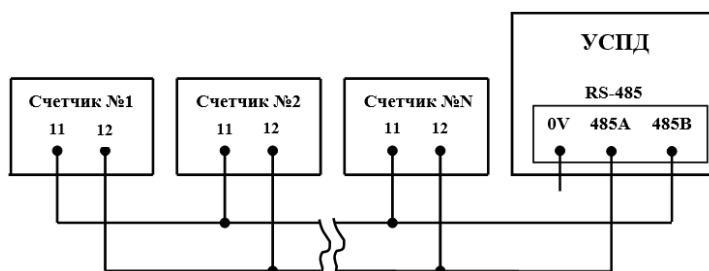 УСПД
Счетчик №1
Счетчик №2
Счетчик №N
RS-485
11 12
11 12
11 12
0V 485A 485B